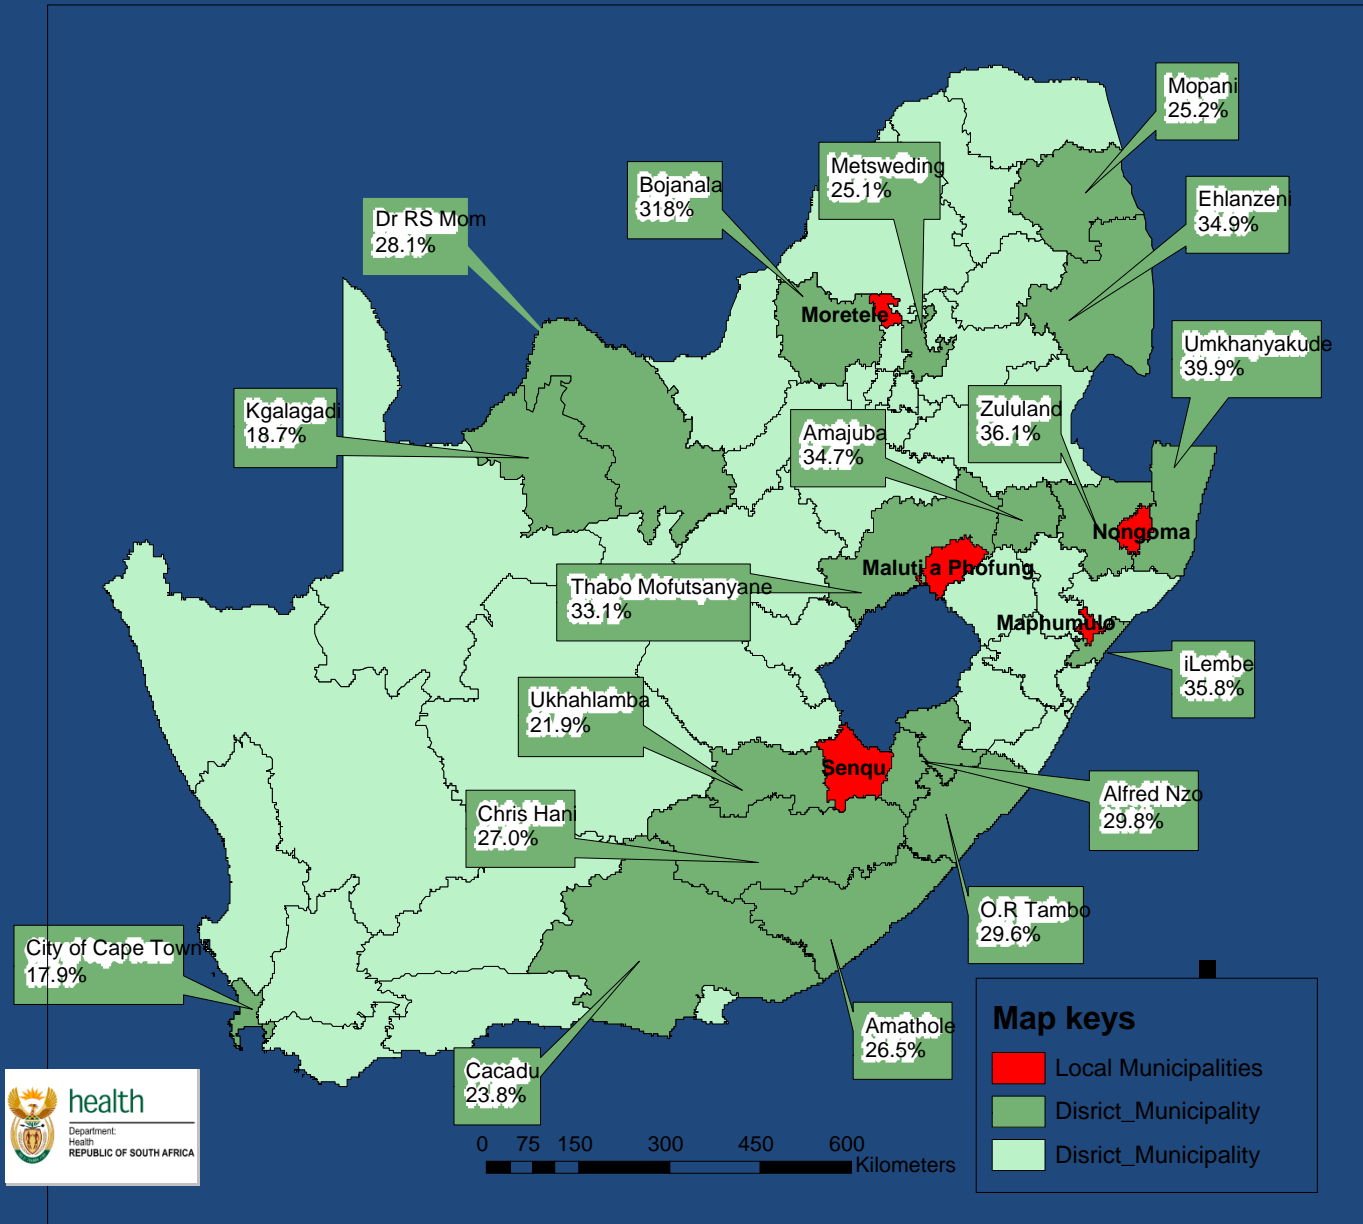 Mopani
25.2%
Metsweding
25.1%
Bojanala
318%
Ehlanzeni
34.9%
Dr RS Mom
28.1%
Moretele
Umkhanyakude
39.9%
Kgalagadi
18.7%
Zululand
36.1%
Amajuba
34.7%
Nongoma
Maluti a Phofung
Thabo Mofutsanyane
33.1%
Maphumulo
iLembe
35.8%
Ukhahlamba
21.9%
Senqu
Alfred Nzo
29.8%
Chris Hani
27.0%
O.R Tambo
29.6%
City of Cape Town
17.9%
Amathole
26.5%
Cacadu
23.8%
Map keys
Local Municipalities
Disrict_Municipality
Disrict_Municipality
health
Department:
Health
REPUBLIC OF SOUTH AFRICA
0 75 150 300 450 600
Kilometers